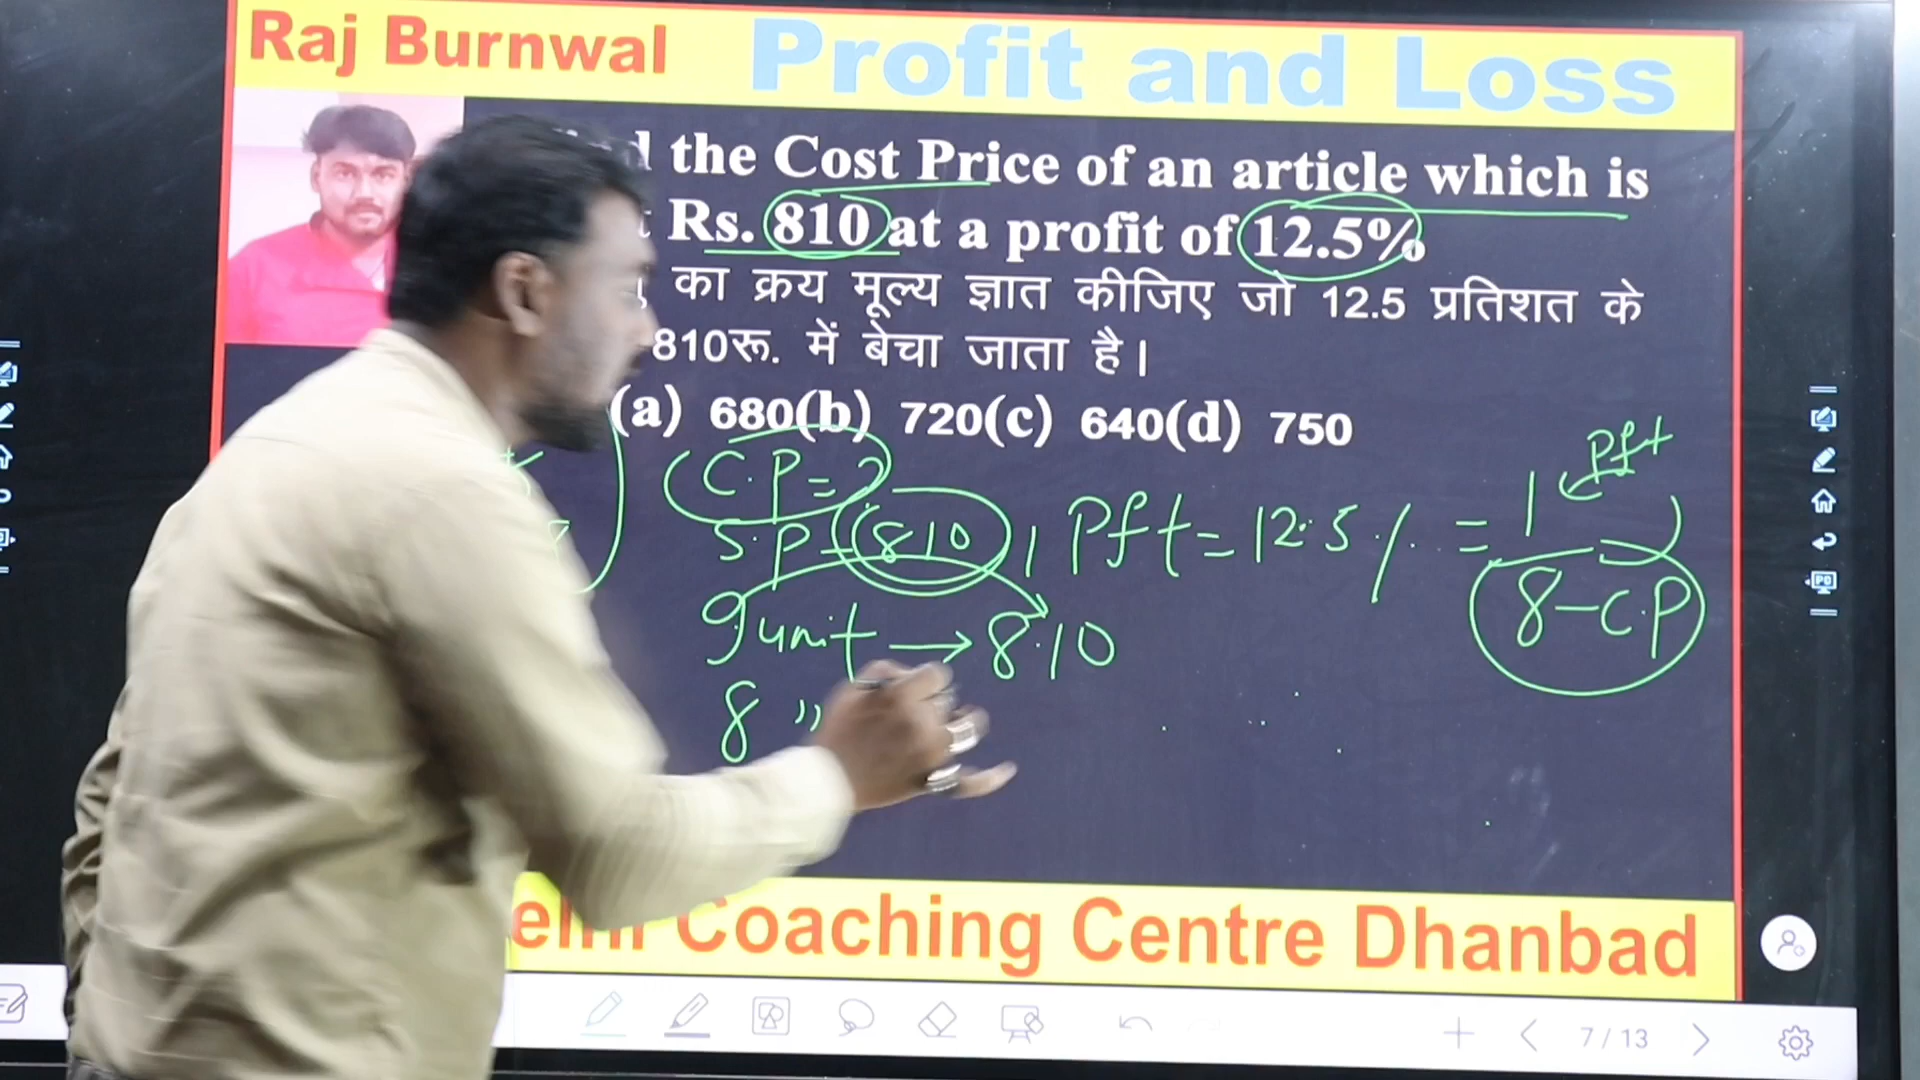 Raj Burnwal
Profit and Loss
the Cost Price of an article which is
Rs. 810 at a profit of 12.5%
का क्रय मूल्य ज्ञात कीजिए जो 12.5 प्रतिशत के
810रू. में बेचा जाता है।
(a) 680(b) 720(c) 640(d) 750
C.P = ?
S.P = 810, Pft = 12.5% = 1 Pft
8-C.P
9 unit → 810
8 "
Coaching Centre Dhanbad
7/13